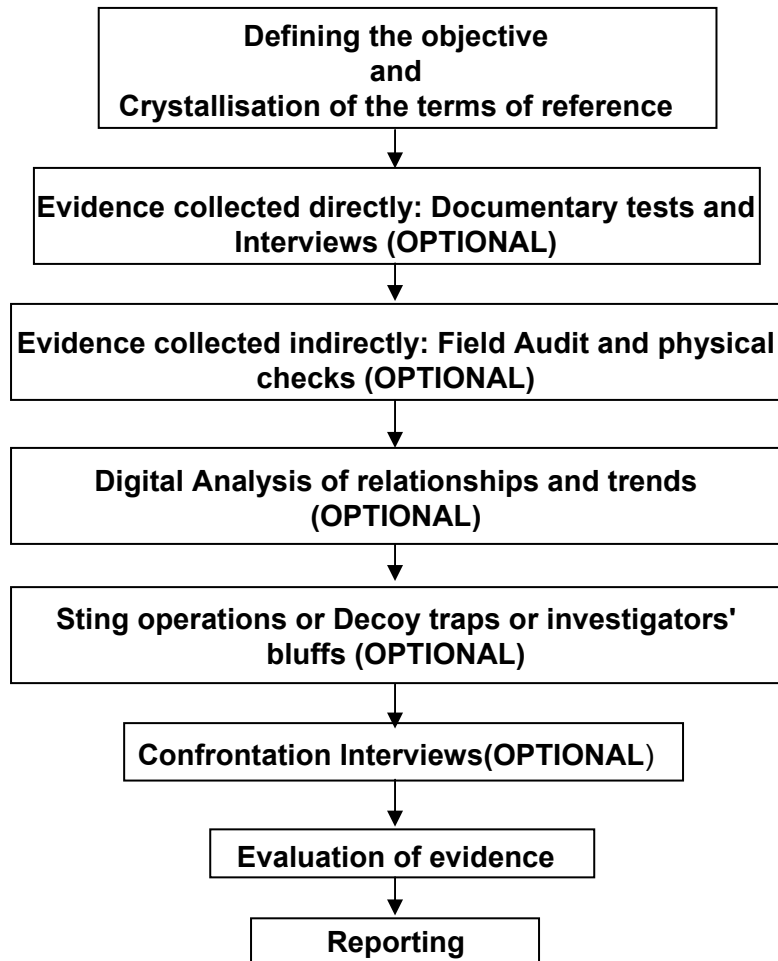 Defining the objective
and
Crystallisation of the terms of reference
Evidence collected directly: Documentary tests and
Interviews (OPTIONAL)
Evidence collected indirectly: Field Audit and physical
checks (OPTIONAL)
Digital Analysis of relationships and trends
(OPTIONAL)
Sting operations or Decoy traps or investigators'
bluffs (OPTIONAL)
Confrontation Interviews(OPTIONAL)
Evaluation of evidence
Reporting